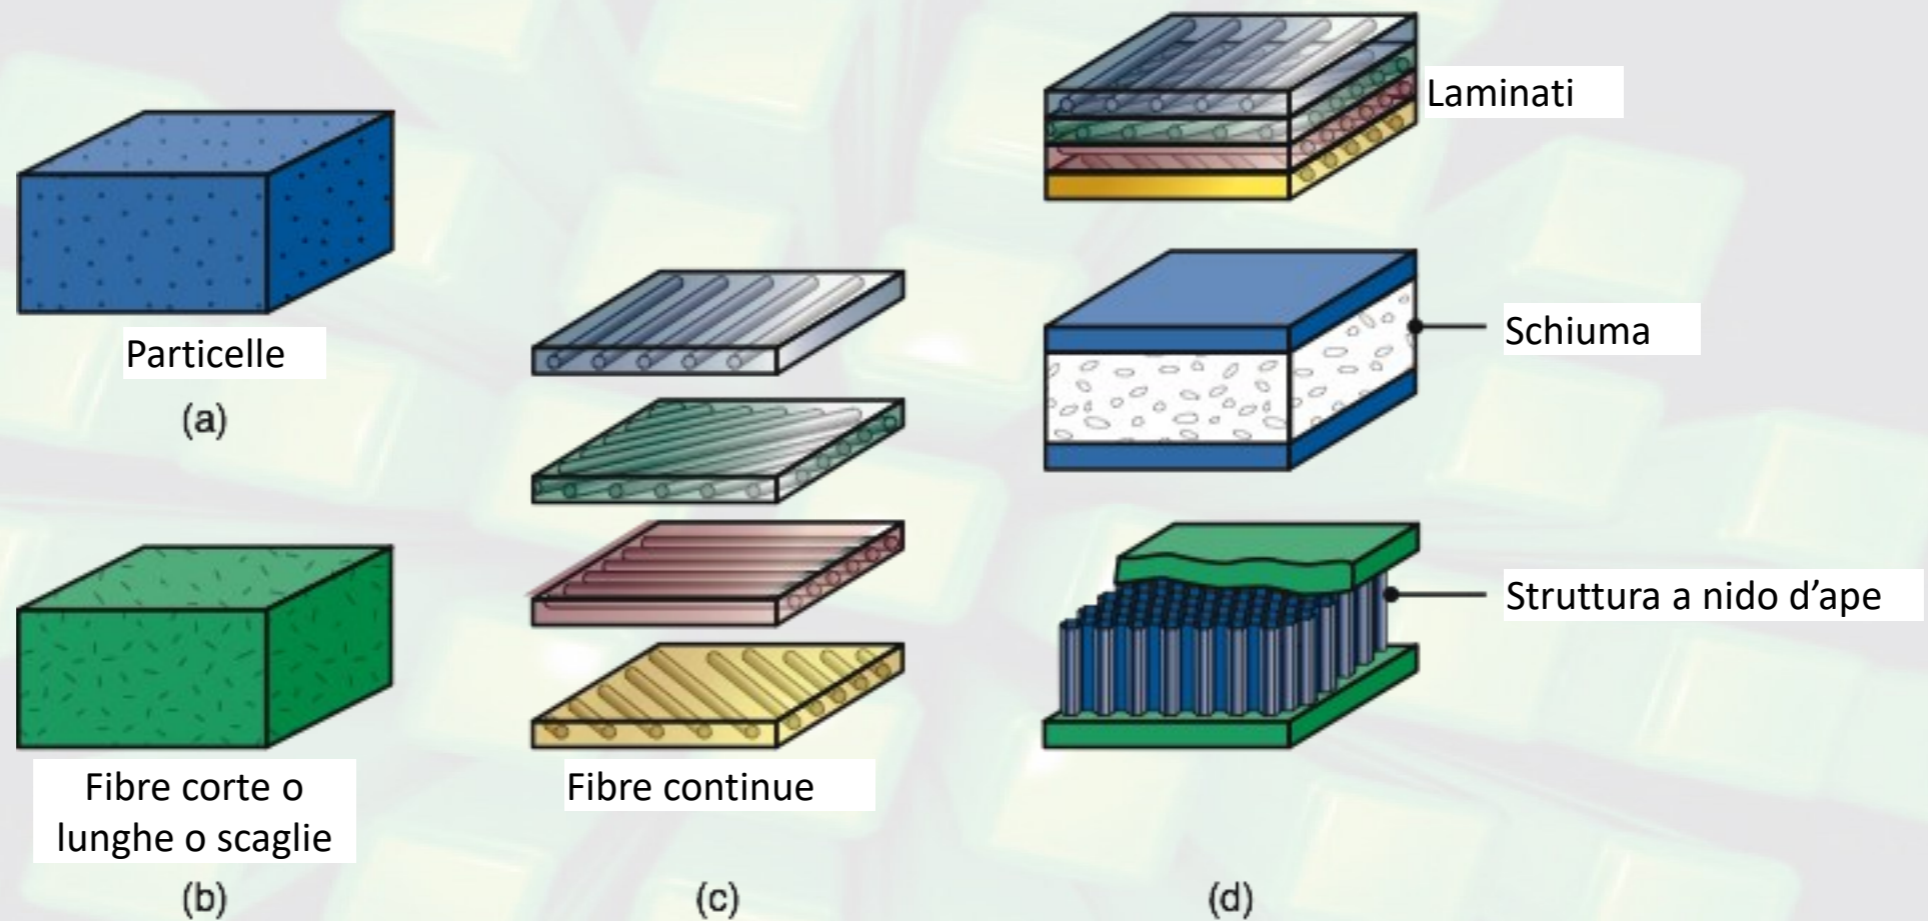 Particelle
(a)
Fibre corte o
lunghe o scaglie
(b)
Fibre continue
(c)
Laminati
Schiuma
Struttura a nido d’ape
(d)